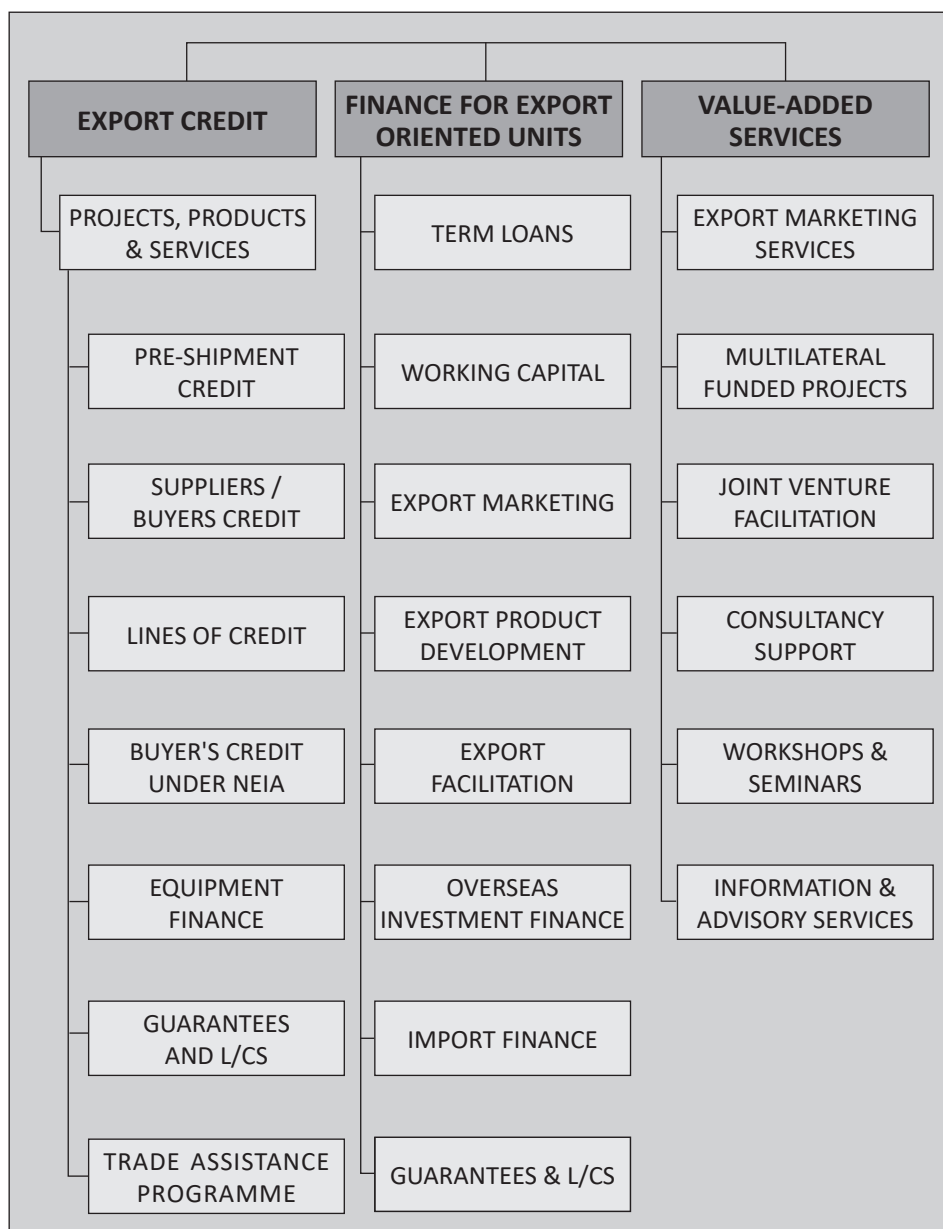 EXPORT CREDIT
PROJECTS, PRODUCTS
& SERVICES
PRE-SHIPMENT
CREDIT
SUPPLIERS /
BUYERS CREDIT
LINES OF CREDIT
BUYER'S CREDIT
UNDER NEIA
EQUIPMENT
FINANCE
GUARANTEES
AND L/CS
TRADE ASSISTANCE
PROGRAMME
FINANCE FOR EXPORT
ORIENTED UNITS
TERM LOANS
WORKING CAPITAL
EXPORT MARKETING
EXPORT PRODUCT
DEVELOPMENT
EXPORT
FACILITATION
OVERSEAS
INVESTMENT FINANCE
IMPORT FINANCE
GUARANTEES & L/CS
VALUE-ADDED
SERVICES
EXPORT MARKETING
SERVICES
MULTILATERAL
FUNDED PROJECTS
JOINT VENTURE
FACILITATION
CONSULTANCY
SUPPORT
WORKSHOPS &
SEMINARS
INFORMATION &
ADVISORY SERVICES